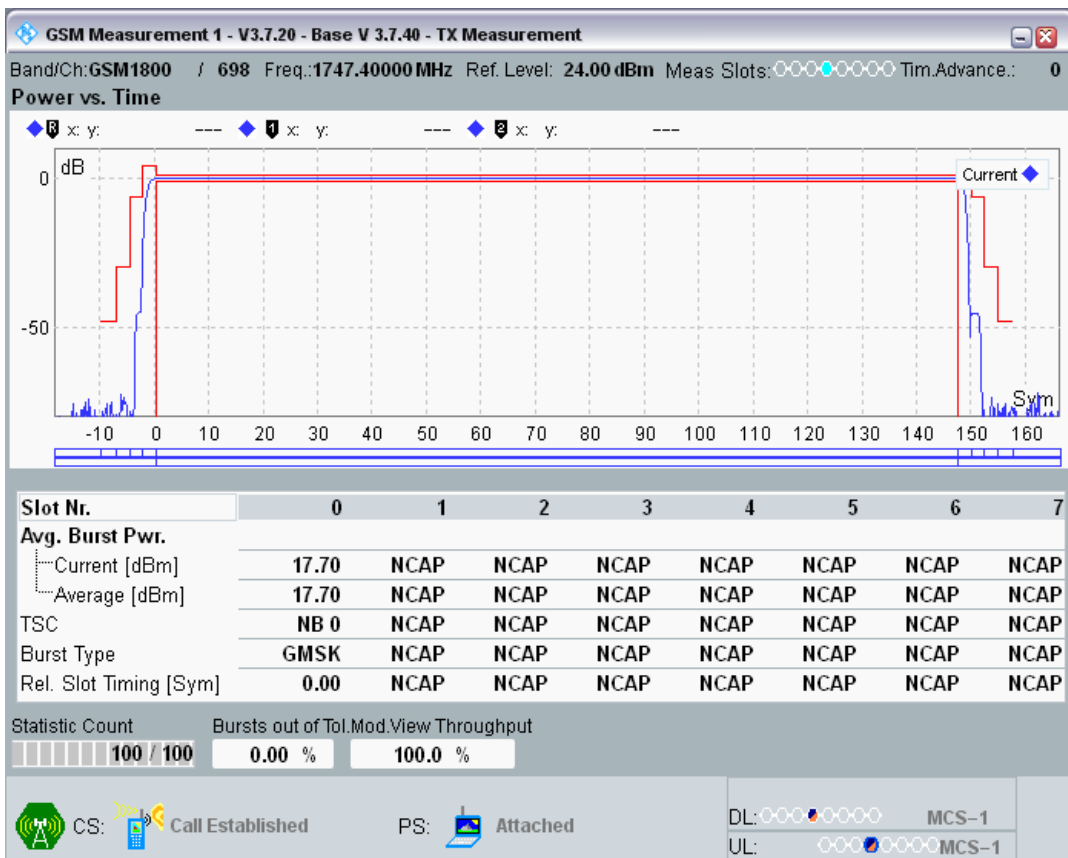 GSM Measurement 1 - V3.7.20 - Base V 3.7.40 - TX Measurement
Band/Ch:GSM1800 / 698 Freq.:1747.40000 MHz Ref. Level: 24.00 dBm Meas Slots: Tim.Advance.: 0
Power vs. Time
R x: y: --- 1 x: y: --- 2 x: y: ---
dB
Current
0
-50
Sym
-10 0 10 20 30 40 50 60 70 80 90 100 110 120 130 140 150 160
Slot Nr. 0 1 2 3 4 5 6 7
Avg. Burst Pwr.
Current [dBm] 17.70 NCAP NCAP NCAP NCAP NCAP NCAP NCAP
Average [dBm] 17.70 NCAP NCAP NCAP NCAP NCAP NCAP NCAP
TSC NB 0 NCAP NCAP NCAP NCAP NCAP NCAP NCAP
Burst Type GMSK NCAP NCAP NCAP NCAP NCAP NCAP NCAP
Rel. Slot Timing [Sym] 0.00 NCAP NCAP NCAP NCAP NCAP NCAP NCAP
Statistic Count Bursts out of Tol.Mod.View Throughput
100 / 100 0.00 % 100.0 %
CS: Call Established PS: Attached
DL: MCS-1
UL: MCS-1